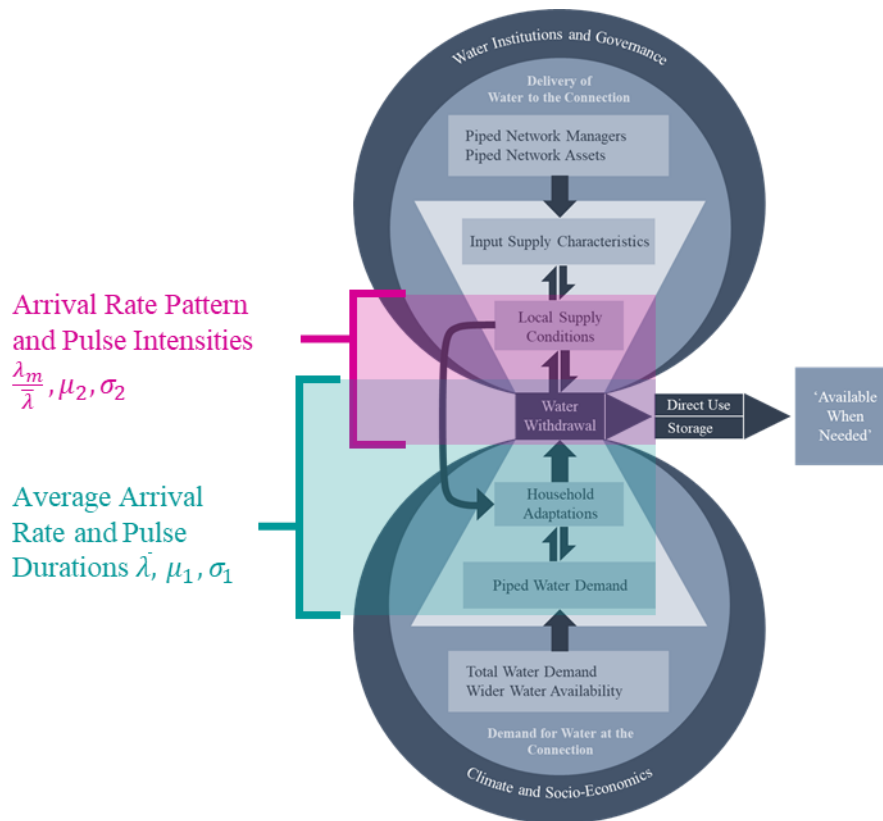 Water Institutions and Governance
Delivery of
Water to the Connection
Piped Network Managers
Piped Network Assets
Input Supply Characteristics
Arrival Rate Pattern
and Pulse Intensities
λₘ/λ̄, μ₂, σ₂
Local Supply
Conditions
Water
Withdrawal
Direct Use
Storage
‘Available
When
Needed’
Average Arrival
Rate and Pulse
Durations λ̄, μ₁, σ₁
Household
Adaptations
Piped Water Demand
Total Water Demand
Wider Water Availability
Demand for Water at the
Connection
Climate and Socio-Economics